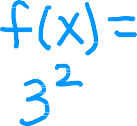 f(x)=
3²